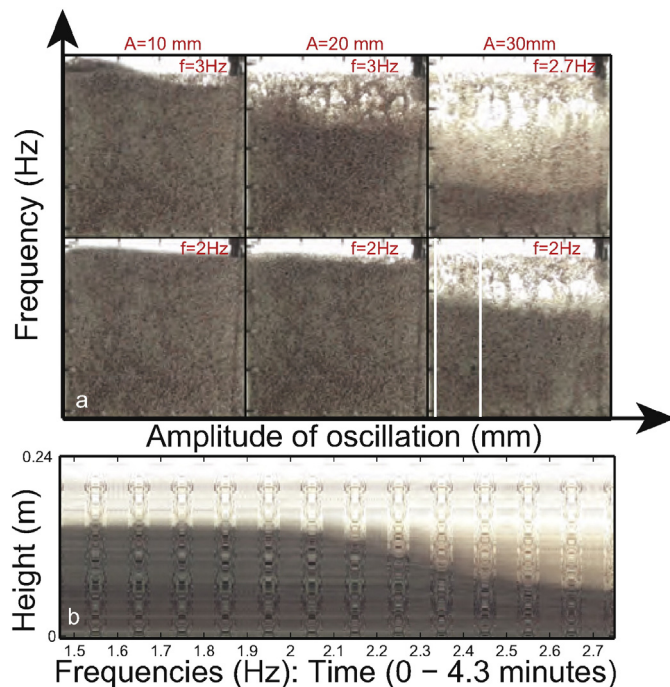 A=10 mm A=20 mm A=30mm
f=3Hz f=3Hz f=2.7Hz
Frequency (Hz)
f=2Hz f=2Hz f=2Hz
a
Amplitude of oscillation (mm)
0.24
Height (m)
b
0
1.5 1.6 1.7 1.8 1.9 2 2.1 2.2 2.3 2.4 2.5 2.6 2.7
Frequencies (Hz): Time (0 – 4.3 minutes)